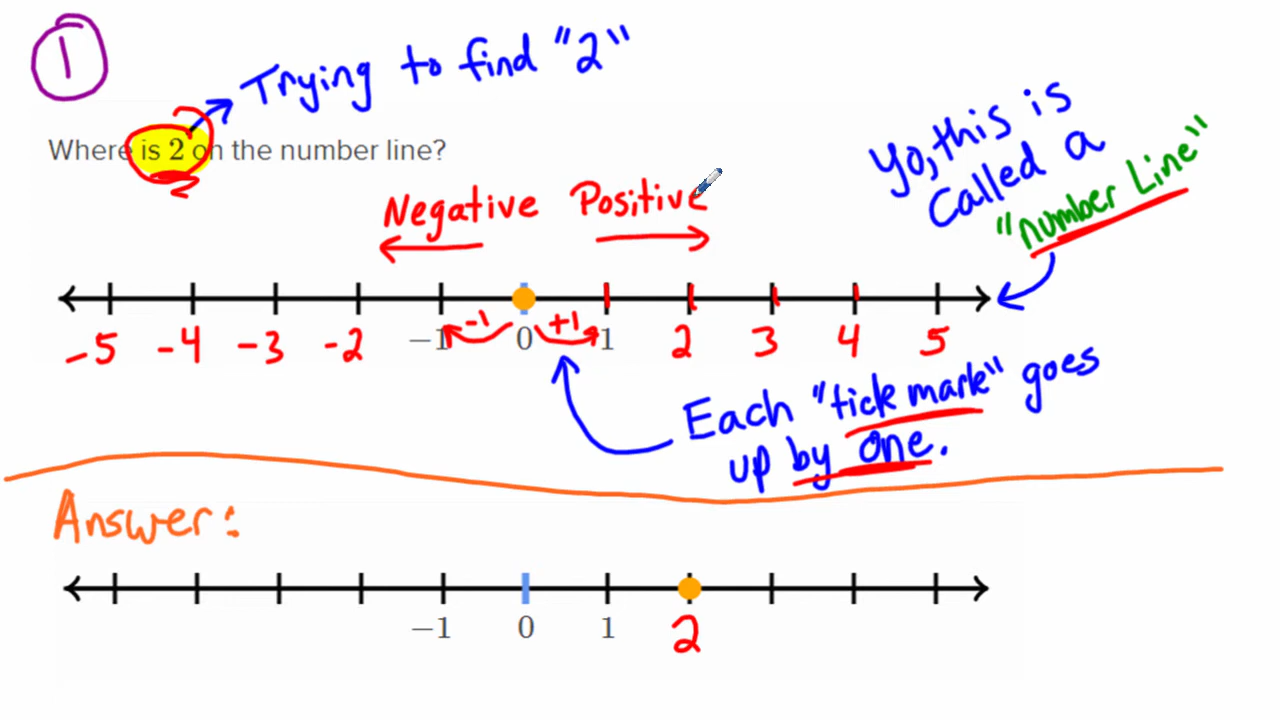 1
Trying to find "2"
Where is 2 on the number line?
Yo, this is
called a
"number Line"
Negative Positive
-1 +1
-5 -4 -3 -2 −1 0 1 2 3 4 5
Each "tick mark" goes
up by one.
Answer:
−1 0 1 2